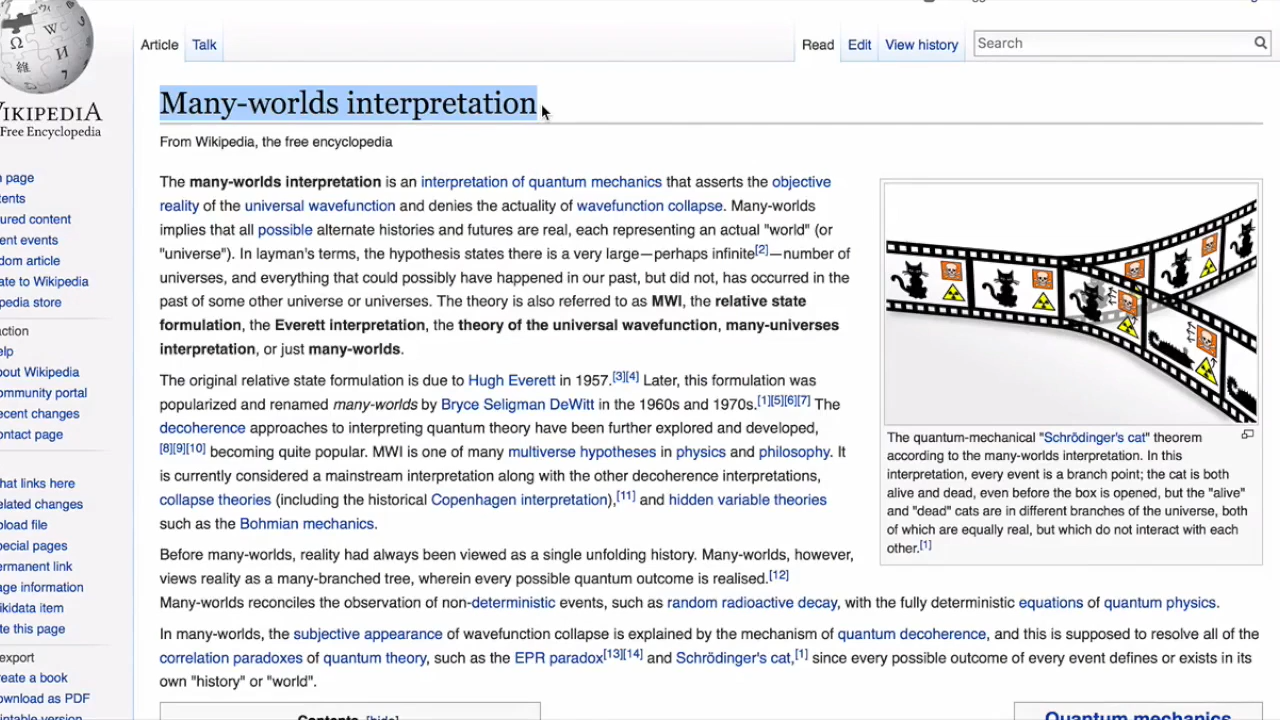 Article Talk Read Edit View history Search
WIKIPEDIA
Free Encyclopedia
Many-worlds interpretation
From Wikipedia, the free encyclopedia
The many-worlds interpretation is an interpretation of quantum mechanics that asserts the objective
reality of the universal wavefunction and denies the actuality of wavefunction collapse. Many-worlds
implies that all possible alternate histories and futures are real, each representing an actual "world" (or
"universe"). In layman's terms, the hypothesis states there is a very large—perhaps infinite[2]—number of
universes, and everything that could possibly have happened in our past, but did not, has occurred in the
past of some other universe or universes. The theory is also referred to as MWI, the relative state
formulation, the Everett interpretation, the theory of the universal wavefunction, many-universes
interpretation, or just many-worlds.
The original relative state formulation is due to Hugh Everett in 1957.[3][4] Later, this formulation was
popularized and renamed many-worlds by Bryce Seligman DeWitt in the 1960s and 1970s.[1][5][6][7] The
decoherence approaches to interpreting quantum theory have been further explored and developed,
[8][9][10] becoming quite popular. MWI is one of many multiverse hypotheses in physics and philosophy. It
is currently considered a mainstream interpretation along with the other decoherence interpretations,
collapse theories (including the historical Copenhagen interpretation),[11] and hidden variable theories
such as the Bohmian mechanics.
Before many-worlds, reality had always been viewed as a single unfolding history. Many-worlds, however,
views reality as a many-branched tree, wherein every possible quantum outcome is realised.[12]
Many-worlds reconciles the observation of non-deterministic events, such as random radioactive decay, with the fully deterministic equations of quantum physics.
In many-worlds, the subjective appearance of wavefunction collapse is explained by the mechanism of quantum decoherence, and this is supposed to resolve all of the
correlation paradoxes of quantum theory, such as the EPR paradox[13][14] and Schrödinger's cat,[1] since every possible outcome of every event defines or exists in its
own "history" or "world".
The quantum-mechanical "Schrödinger's cat" theorem
according to the many-worlds interpretation. In this
interpretation, every event is a branch point; the cat is both
alive and dead, even before the box is opened, but the "alive"
and "dead" cats are in different branches of the universe, both
of which are equally real, but which do not interact with each
other.[1]
Contents [hide]
Quantum mechanics
page
tents
ured content
ent events
dom article
ate to Wikipedia
pedia store
action
elp
bout Wikipedia
ommunity portal
ecent changes
ontact page
hat links here
elated changes
pload file
pecial pages
ermanent link
age information
ikidata item
te this page
export
reate a book
ownload as PDF
intable version